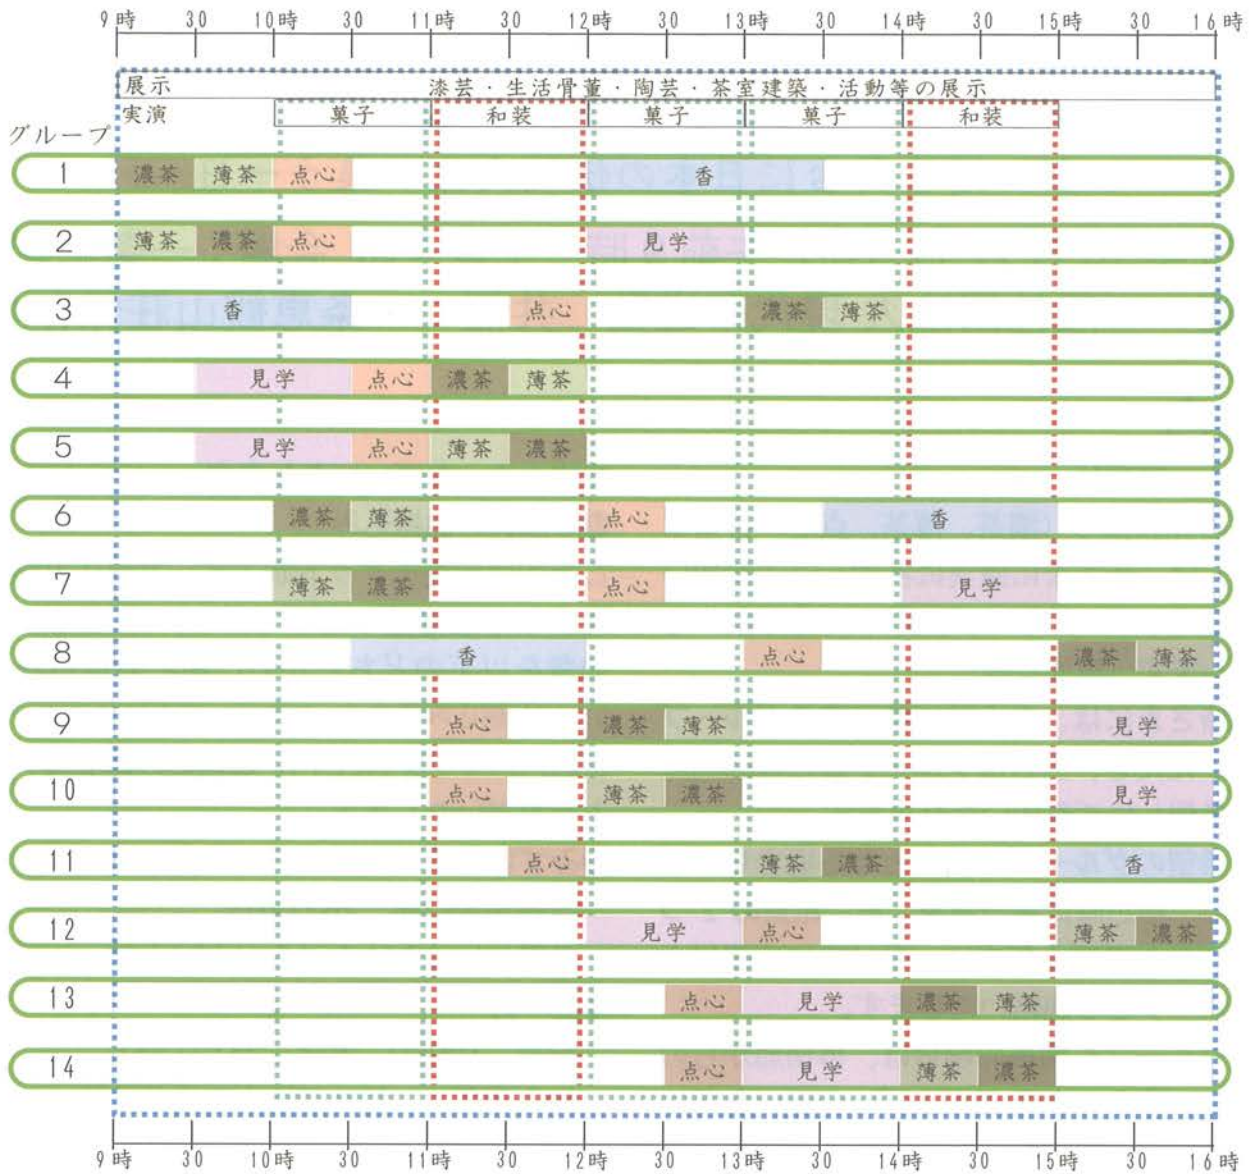 9時 30 10時 30 11時 30 12時 30 13時 30 14時 30 15時 30 16時
展示 漆芸・生活骨董・陶芸・茶室建築・活動等の展示
実演 菓子 和装 菓子 菓子 和装
グループ
1 濃茶 薄茶 点心 香
2 薄茶 濃茶 点心 見学
3 香 点心 濃茶 薄茶
4 見学 点心 濃茶 薄茶
5 見学 点心 薄茶 濃茶
6 濃茶 薄茶 点心 香
7 薄茶 濃茶 点心 見学
8 香 点心 濃茶 薄茶
9 点心 濃茶 薄茶 見学
10 点心 薄茶 濃茶 見学
11 点心 薄茶 濃茶 香
12 見学 点心 薄茶 濃茶
13 点心 見学 濃茶 薄茶
14 点心 見学 薄茶 濃茶
9時 30 10時 30 11時 30 12時 30 13時 30 14時 30 15時 30 16時